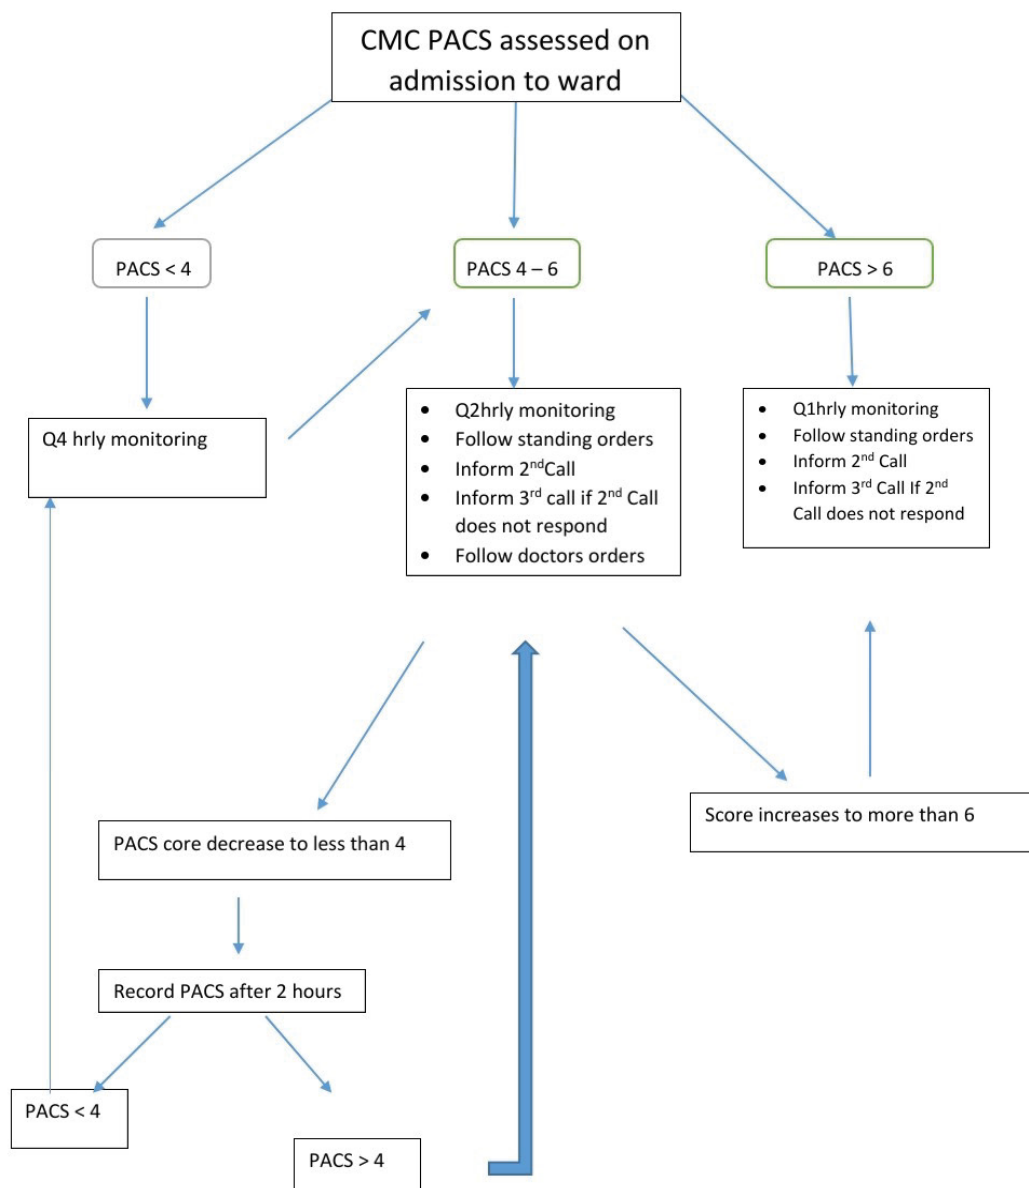 CMC PACS assessed on
admission to ward
PACS < 4
PACS 4 – 6
PACS > 6
Q4 hrly monitoring
• Q2hrly monitoring
• Follow standing orders
• Inform 2nd Call
• Inform 3rd call if 2nd Call
does not respond
• Follow doctors orders
• Q1hrly monitoring
• Follow standing orders
• Inform 2nd Call
• Inform 3rd Call If 2nd
Call does not respond
Score increases to more than 6
PACS core decrease to less than 4
Record PACS after 2 hours
PACS < 4
PACS > 4